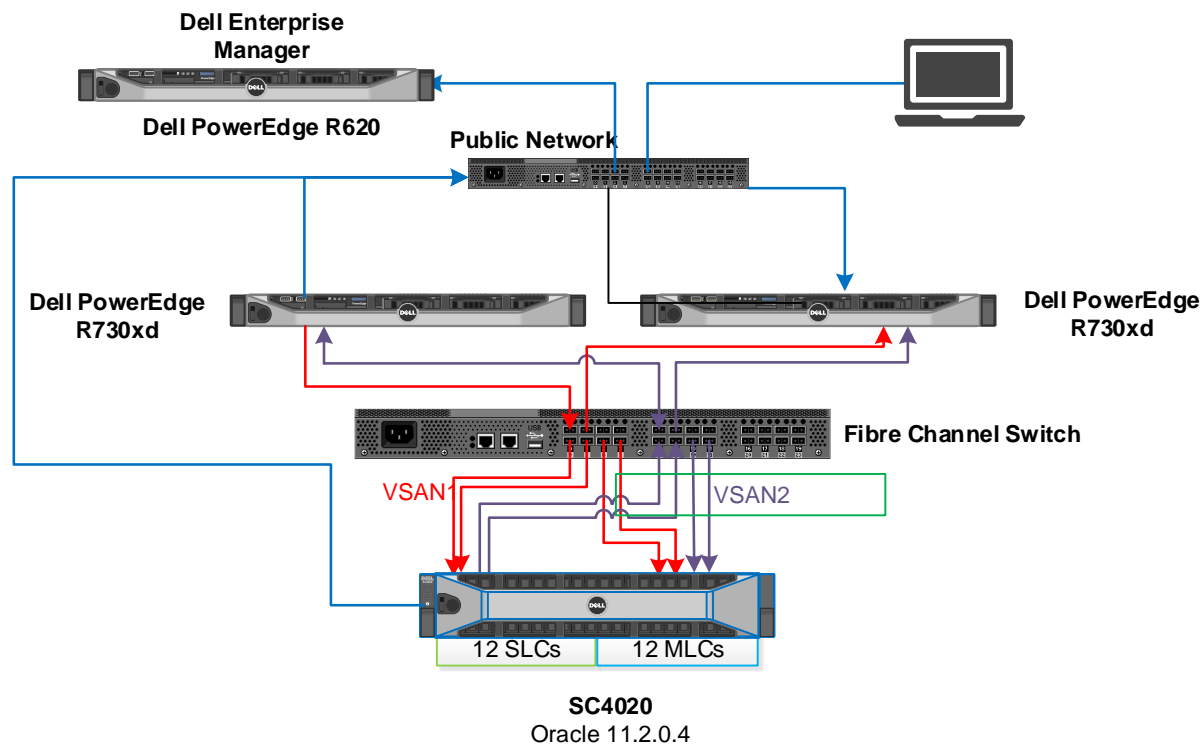 Dell Enterprise
Manager
Dell PowerEdge R620
Public Network
Dell PowerEdge
R730xd
Dell PowerEdge
R730xd
USB
Fibre Channel Switch
VSAN1
VSAN2
12 SLCs
12 MLCs
SC4020
Oracle 11.2.0.4